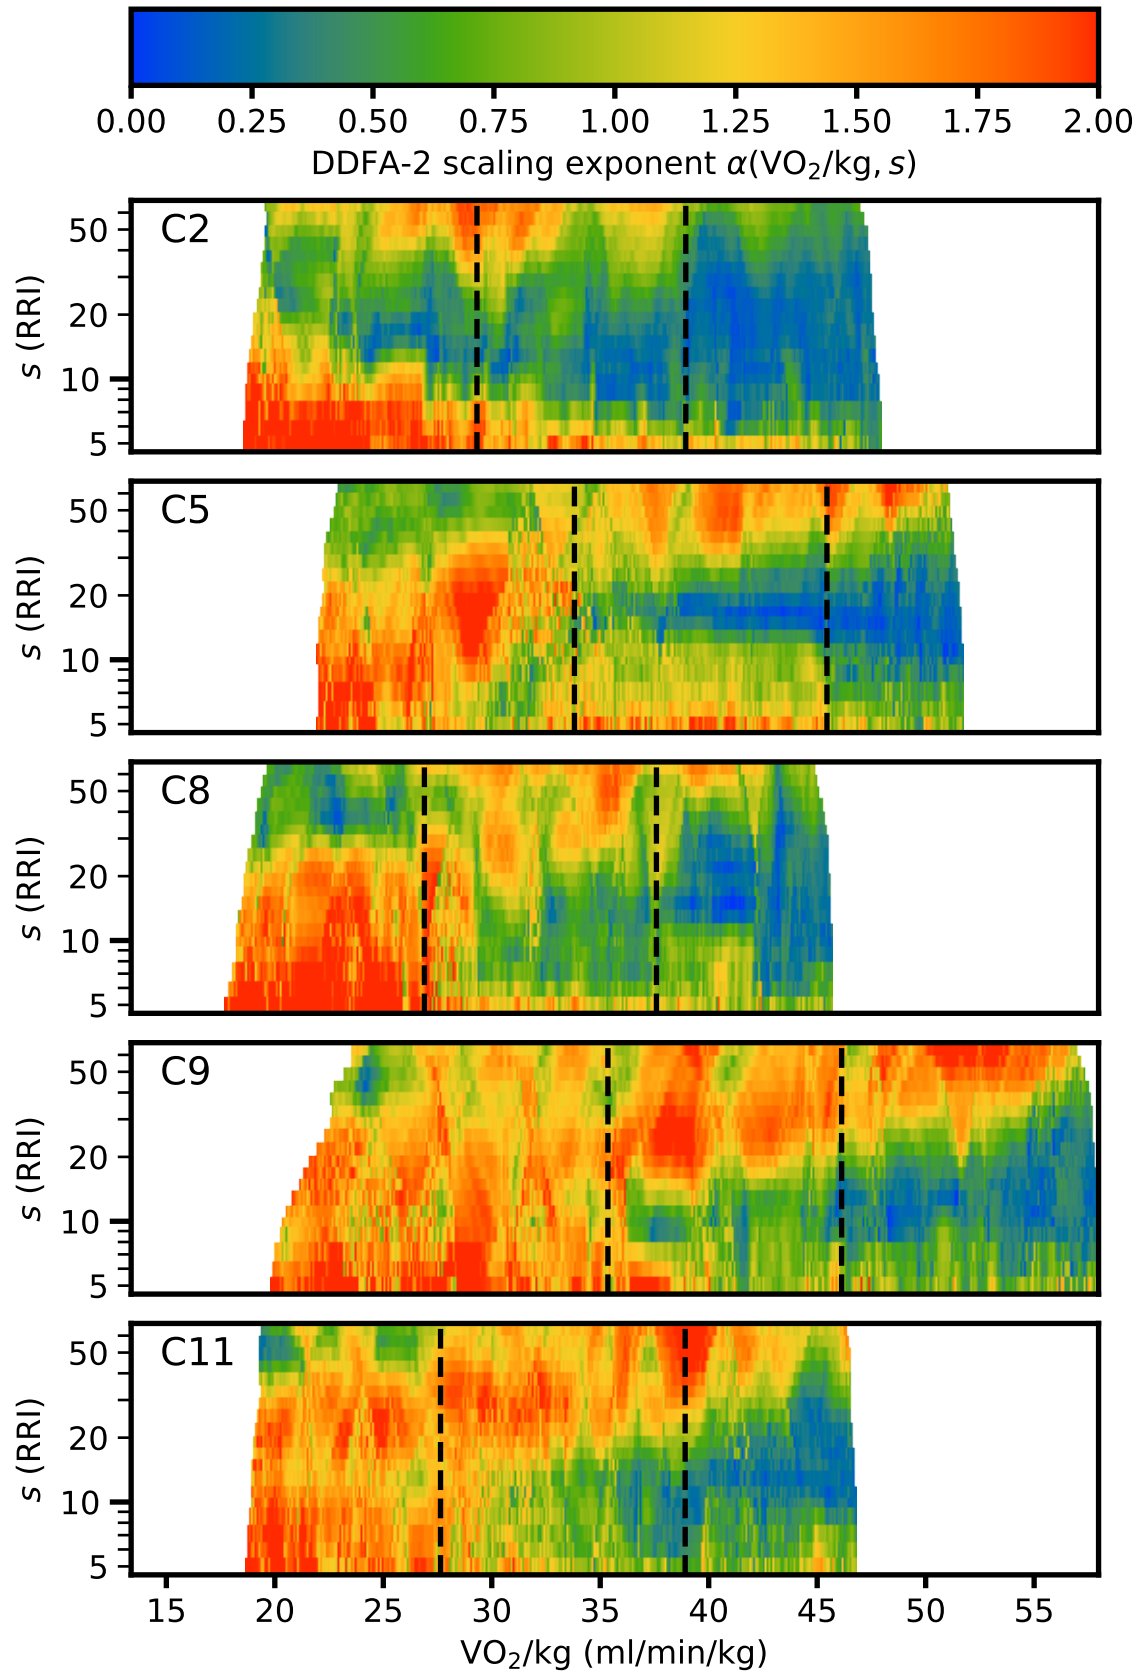 0.00 0.25 0.50 0.75 1.00 1.25 1.50 1.75 2.00
DDFA-2 scaling exponent α(VO₂/kg, s)
C2
50
20
10
5
s (RRI)
C5
50
20
10
5
s (RRI)
C8
50
20
10
5
s (RRI)
C9
50
20
10
5
s (RRI)
C11
50
20
10
5
s (RRI)
15 20 25 30 35 40 45 50 55
VO₂/kg (ml/min/kg)